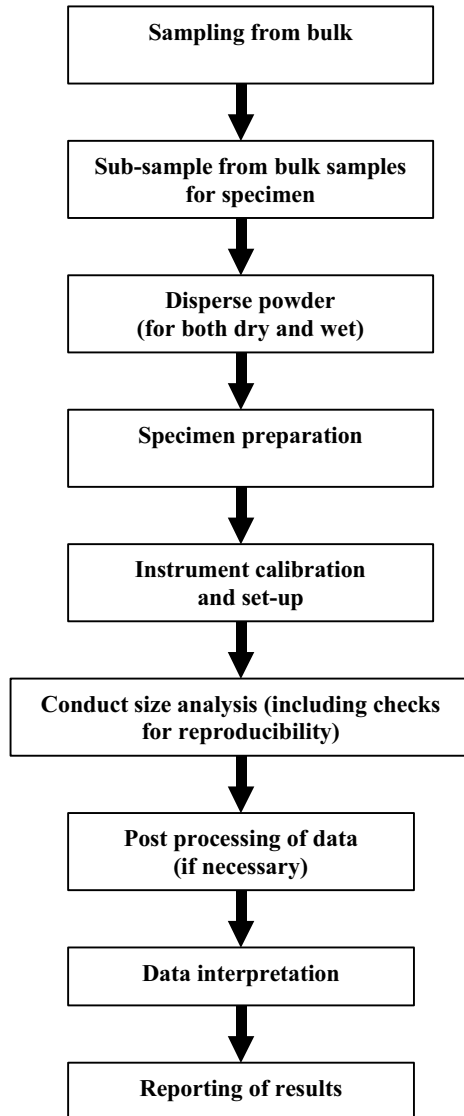 Sampling from bulk
Sub-sample from bulk samples
for specimen
Disperse powder
(for both dry and wet)
Specimen preparation
Instrument calibration
and set-up
Conduct size analysis (including checks
for reproducibility)
Post processing of data
(if necessary)
Data interpretation
Reporting of results